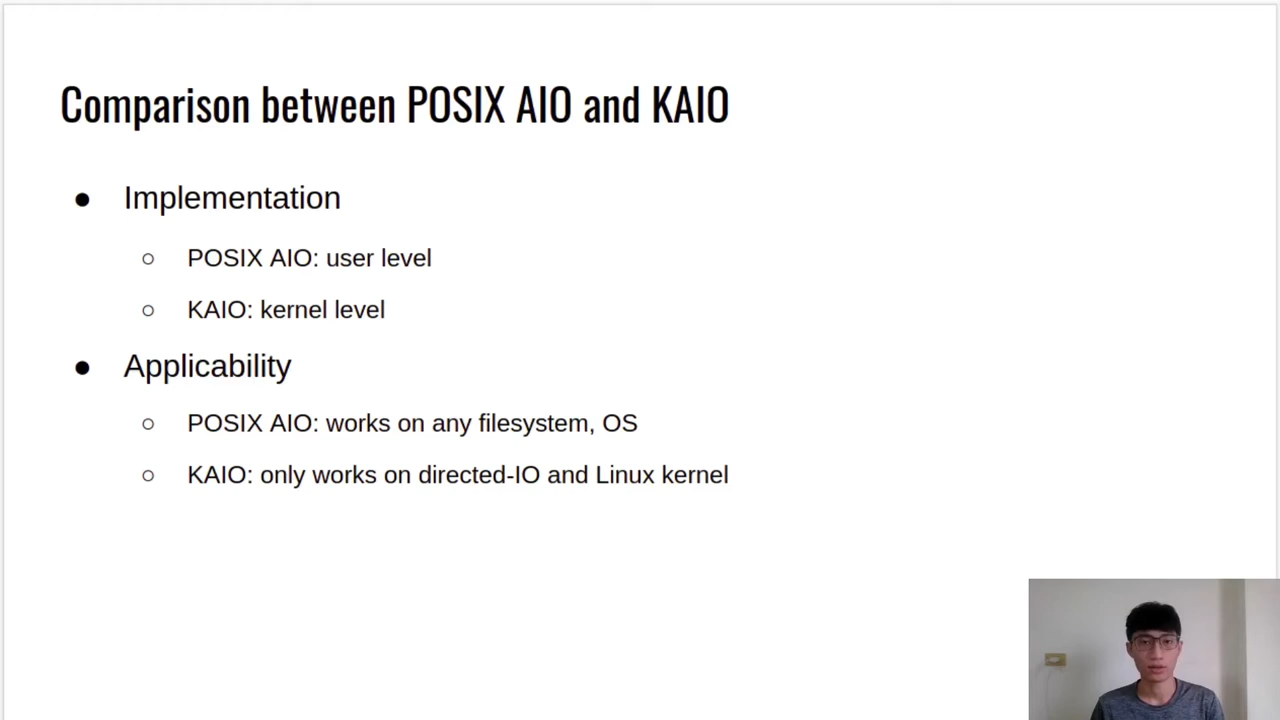 Comparison between POSIX AIO and KAIO
● Implementation
○ POSIX AIO: user level
○ KAIO: kernel level
● Applicability
○ POSIX AIO: works on any filesystem, OS
○ KAIO: only works on directed-IO and Linux kernel